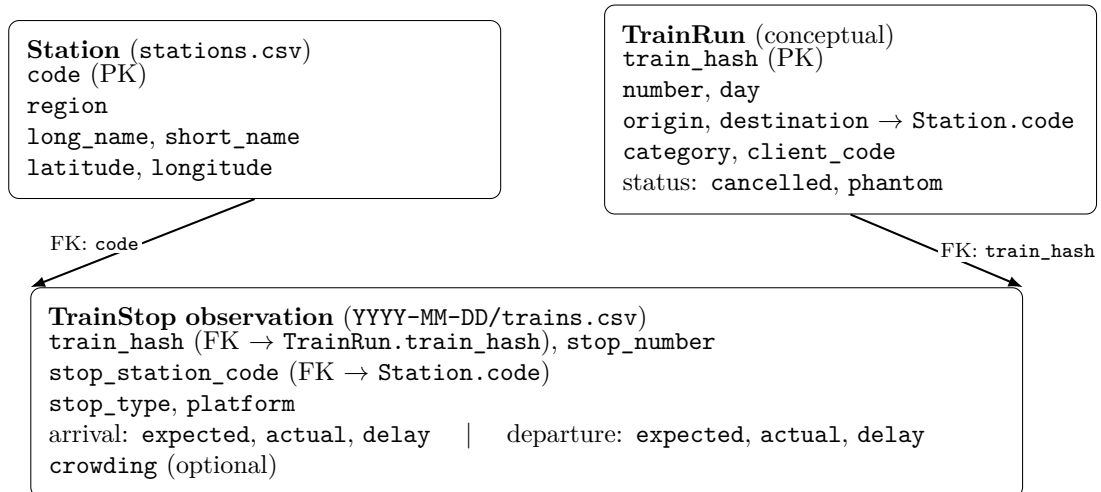 Station (stations.csv)
code (PK)
region
long_name, short_name
latitude, longitude
TrainRun (conceptual)
train_hash (PK)
number, day
origin, destination → Station.code
category, client_code
status: cancelled, phantom
FK: code
FK: train_hash
TrainStop observation (YYYY-MM-DD/trains.csv)
train_hash (FK → TrainRun.train_hash), stop_number
stop_station_code (FK → Station.code)
stop_type, platform
arrival: expected, actual, delay | departure: expected, actual, delay
crowding (optional)